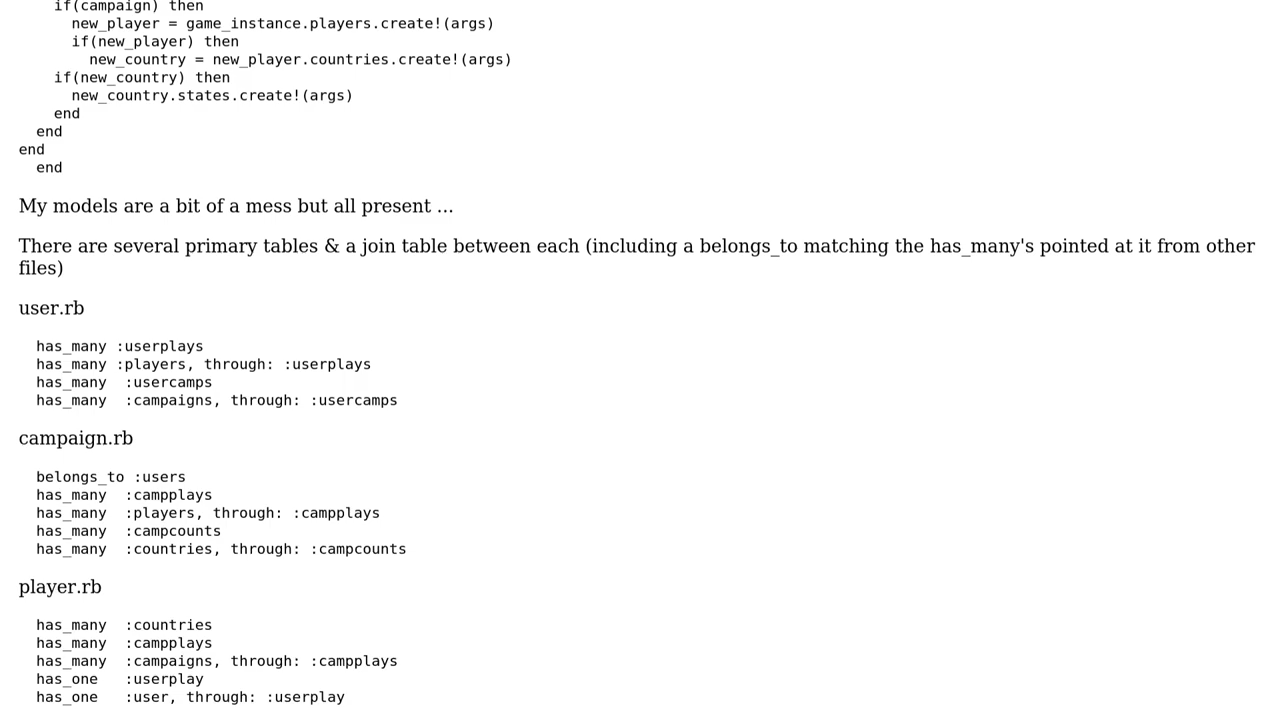 if(campaign) then
new_player = game_instance.players.create!(args)
if(new_player) then
new_country = new_player.countries.create!(args)
if(new_country) then
new_country.states.create!(args)
end
end
end
end
My models are a bit of a mess but all present ...
There are several primary tables & a join table between each (including a belongs_to matching the has_many's pointed at it from other
files)
user.rb
has_many :userplays
has_many :players, through: :userplays
has_many  :usercamps
has_many  :campaigns, through: :usercamps
campaign.rb
belongs_to :users
has_many  :campplays
has_many  :players, through: :campplays
has_many  :campcounts
has_many  :countries, through: :campcounts
player.rb
has_many  :countries
has_many  :campplays
has_many  :campaigns, through: :campplays
has_one   :userplay
has_one   :user, through: :userplay